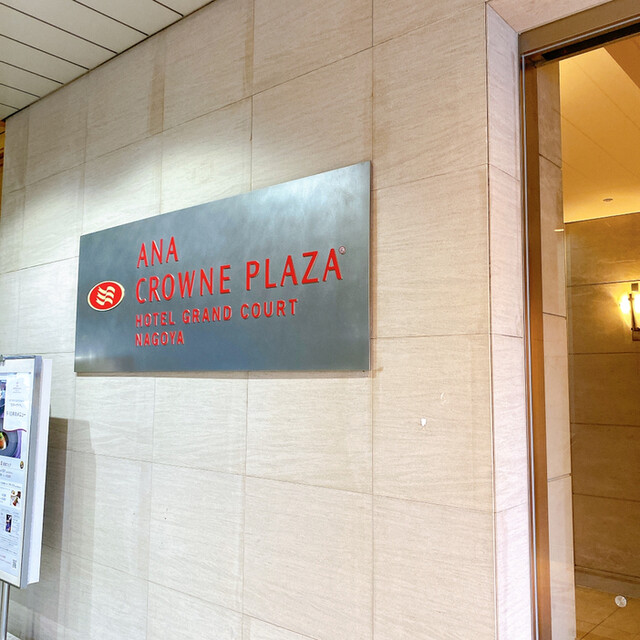 ANA
CROWNE PLAZA®
HOTEL GRAND COURT
NAGOYA